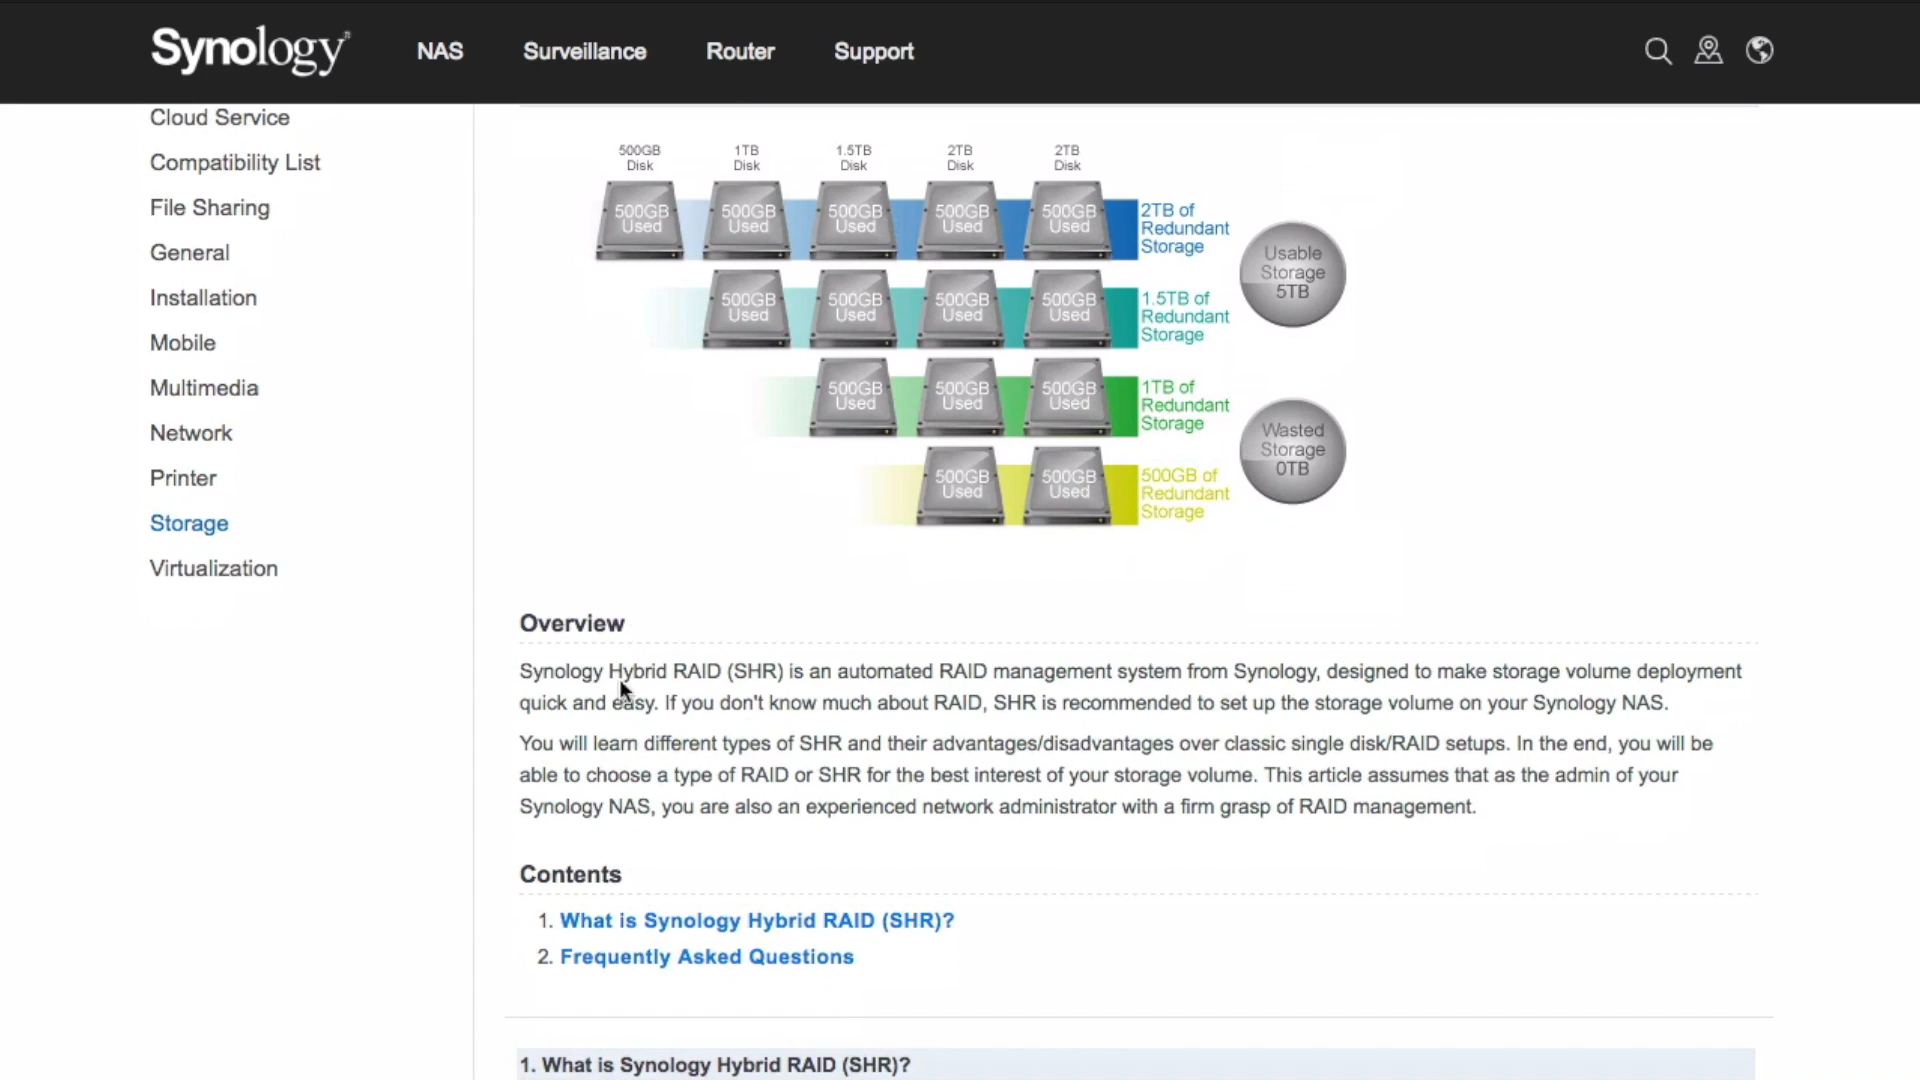 Synology NAS Surveillance Router Support
Cloud Service
Compatibility List
File Sharing
General
Installation
Mobile
Multimedia
Network
Printer
Storage
Virtualization
500GB Disk
1TB Disk
1.5TB Disk
2TB Disk
2TB Disk
500GB Used
500GB Used
500GB Used
500GB Used
500GB Used
2TB of Redundant Storage
500GB Used
500GB Used
500GB Used
500GB Used
1.5TB of Redundant Storage
500GB Used
500GB Used
500GB Used
1TB of Redundant Storage
500GB Used
500GB Used
500GB of Redundant Storage
Usable Storage 5TB
Wasted Storage 0TB
Overview
Synology Hybrid RAID (SHR) is an automated RAID management system from Synology, designed to make storage volume deployment
quick and easy. If you don't know much about RAID, SHR is recommended to set up the storage volume on your Synology NAS.
You will learn different types of SHR and their advantages/disadvantages over classic single disk/RAID setups. In the end, you will be
able to choose a type of RAID or SHR for the best interest of your storage volume. This article assumes that as the admin of your
Synology NAS, you are also an experienced network administrator with a firm grasp of RAID management.
Contents
1. What is Synology Hybrid RAID (SHR)?
2. Frequently Asked Questions
1. What is Synology Hybrid RAID (SHR)?